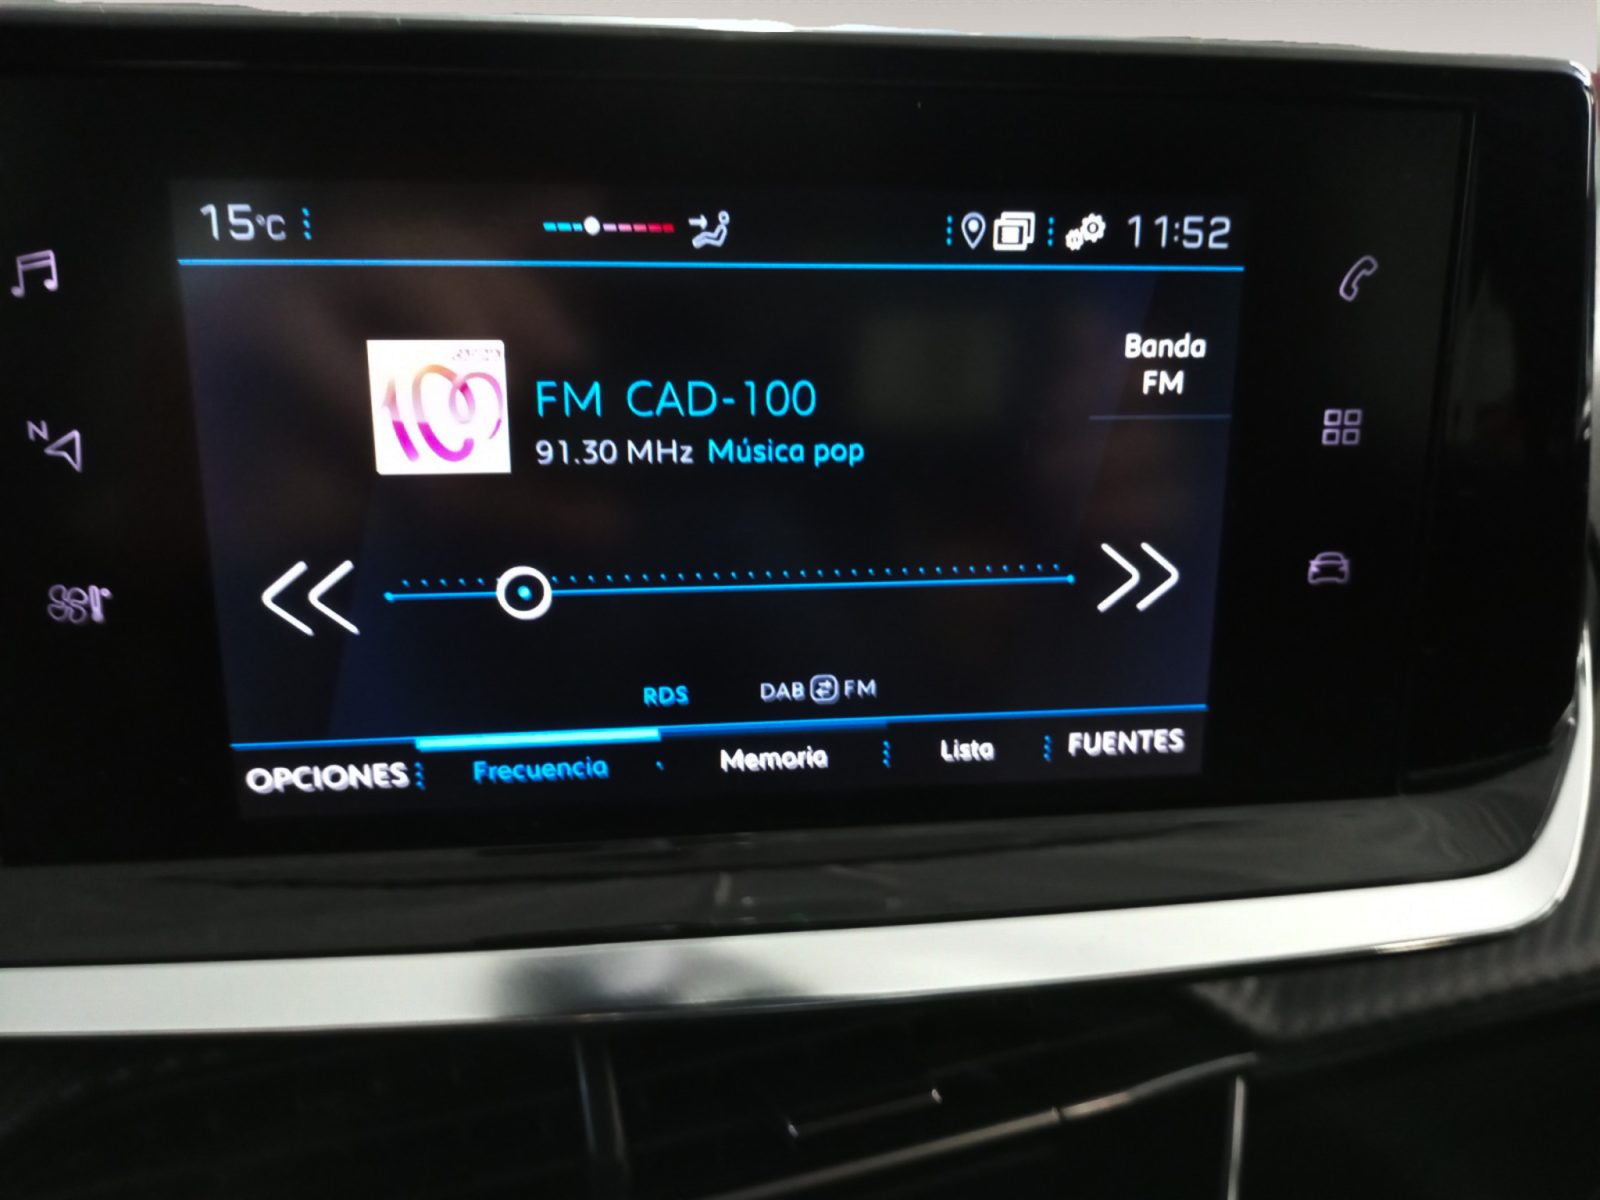 15°C
11:52
N
100
FM CAD-100
91.30 MHz Música pop
Banda
FM
RDS
DAB FM
OPCIONES
Frecuencia
Memoria
Lista
FUENTES